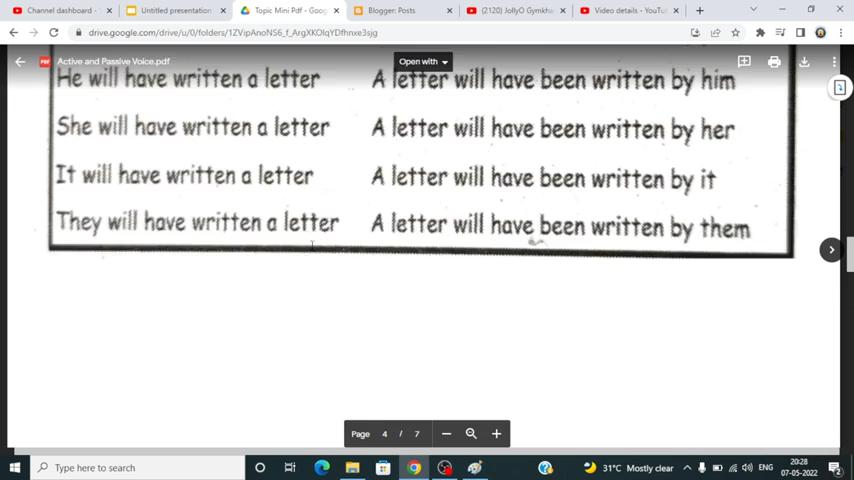 Channel dashboard - Y
Untitled presentation
Topic Mini Pdf - Goog
Blogger: Posts
(2120) JollyO Gymkha
Video details - YouTu
drive.google.com/drive/u/0/folders/1ZVipAnoNS6_f_ArgXKOlqYDfhnxe3sjg
PDF Active and Passive Voice.pdf
Open with
He will have written a letter A letter will have been written by him
She will have written a letter A letter will have been written by her
It will have written a letter A letter will have been written by it
They will have written a letter A letter will have been written by them
Page 4 / 7
Type here to search
31°C Mostly clear
ENG
20:28
07-05-2022
2